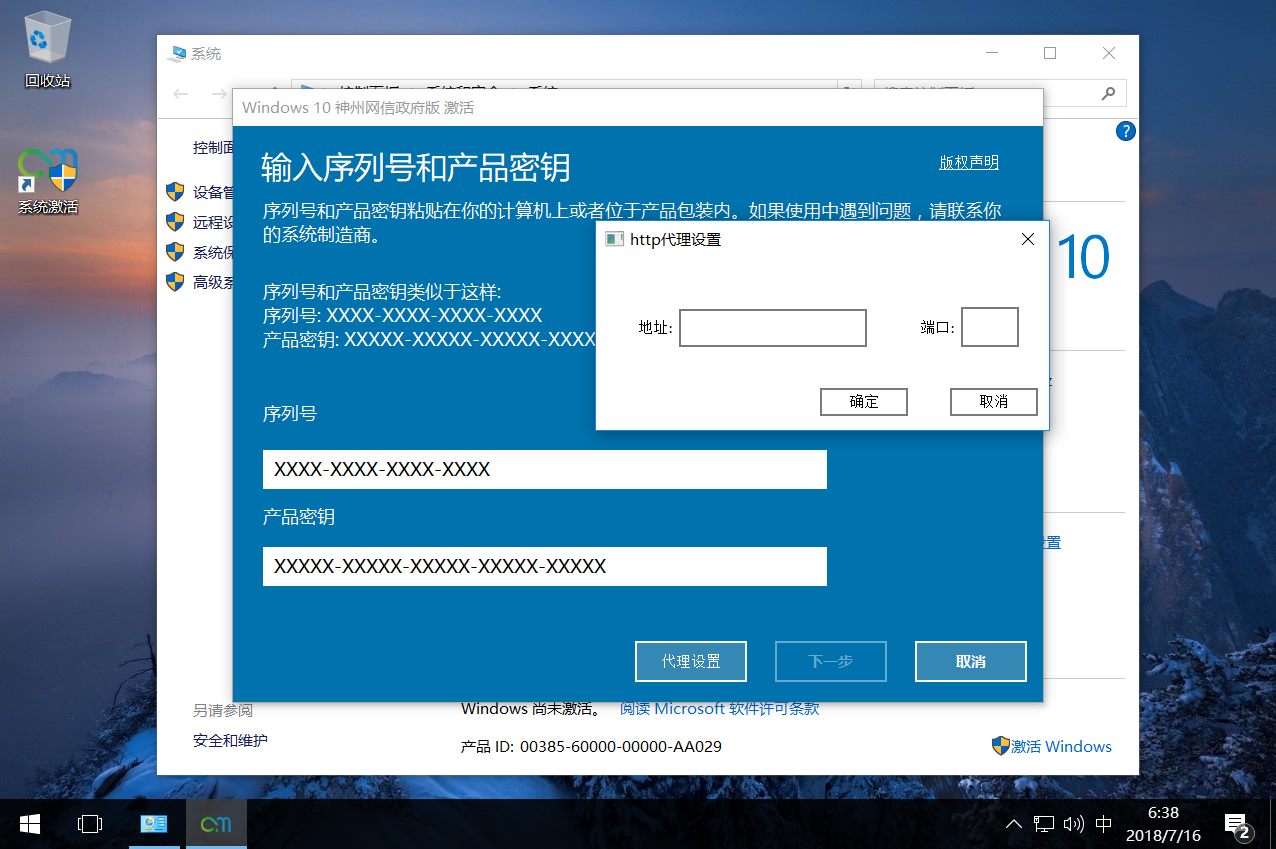 回收站
系统激活
系统
Windows 10 神州网信政府版 激活
控制面
设备管
远程设
系统保
高级系
输入序列号和产品密钥
版权声明
序列号和产品密钥粘贴在你的计算机上或者位于产品包装内。如果使用中遇到问题，请联系你
的系统制造商。
序列号和产品密钥类似于这样:
序列号: XXXX-XXXX-XXXX-XXXX
产品密钥: XXXXX-XXXXX-XXXXX-XXXX
http代理设置
地址:
端口:
确定
取消
10
序列号
XXXX-XXXX-XXXX-XXXX
产品密钥
XXXXX-XXXXX-XXXXX-XXXXX-XXXXX
置
代理设置
下一步
取消
另请参阅
安全和维护
Windows 尚未激活。 阅读 Microsoft 软件许可条款
产品 ID: 00385-60000-00000-AA029
激活 Windows
中
6:38
2018/7/16
2